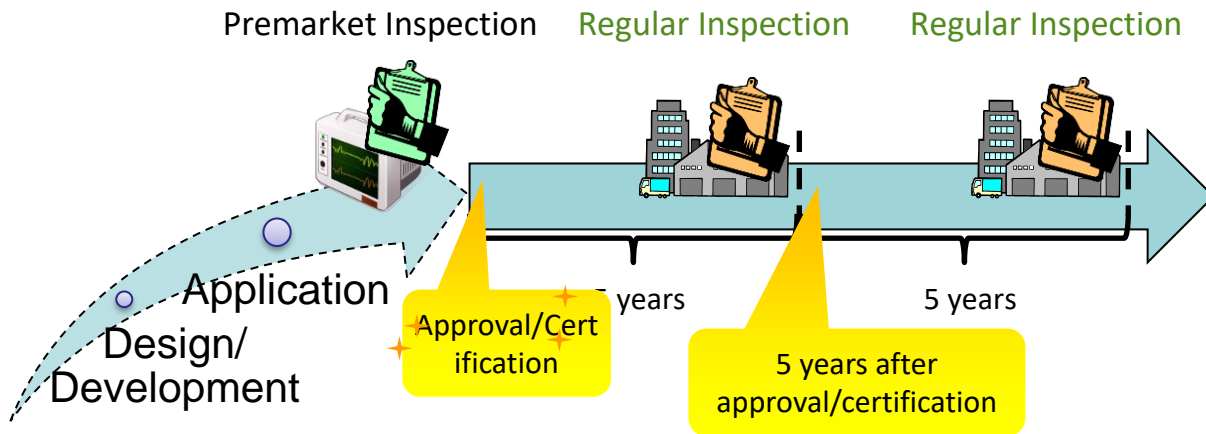 Premarket Inspection
Regular Inspection
Regular Inspection
Application
Design/
Development
Approval/Cert
ification
years
5 years
5 years after
approval/certification